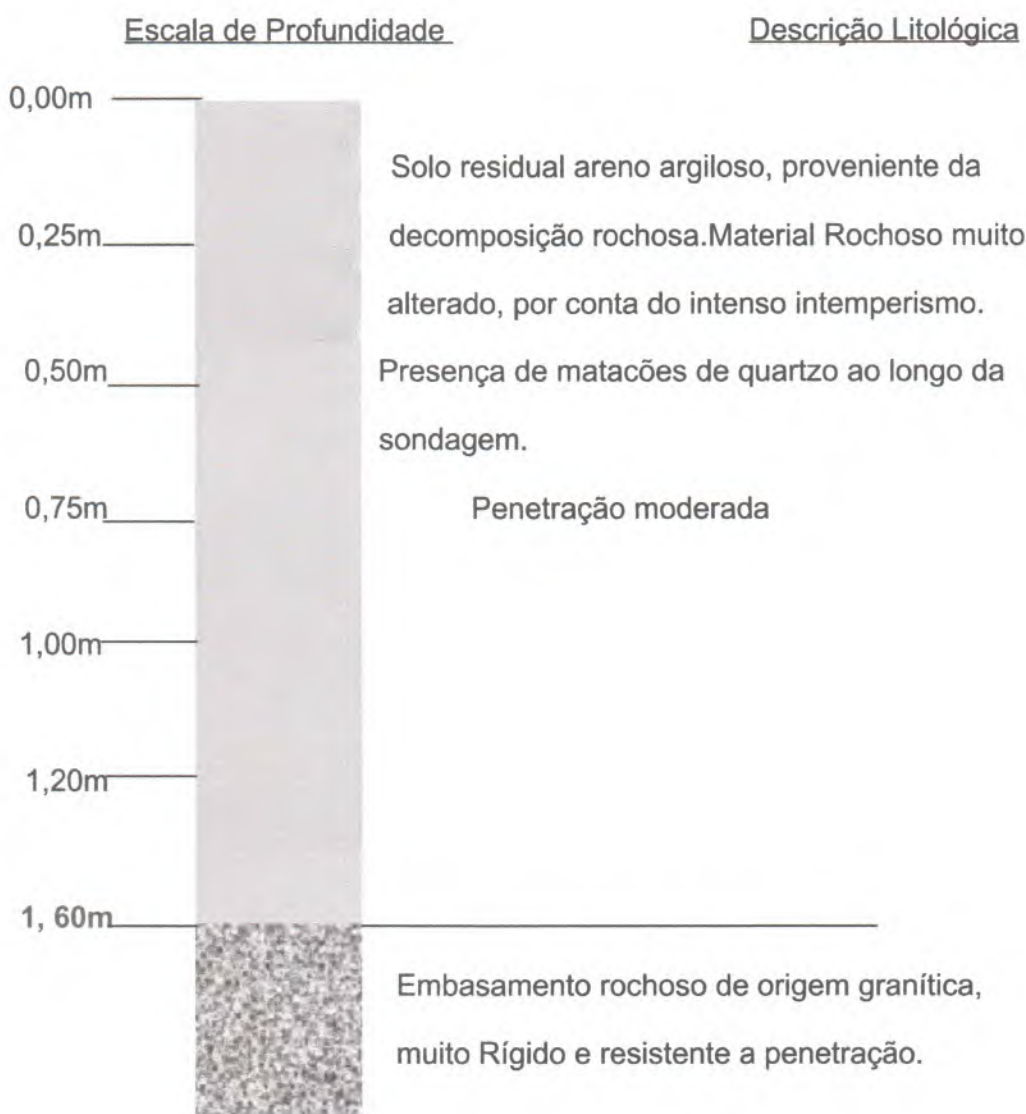 Escala de Profundidade
Descrição Litológica
0,00m
Solo residual areno argiloso, proveniente da
0,25m
decomposição rochosa.Material Rochoso muito
alterado, por conta do intenso intemperismo.
0,50m
Presença de matacões de quartzo ao longo da
sondagem.
0,75m
Penetração moderada
1,00m
1,20m
1, 60m
Embasamento rochoso de origem granítica,
muito Rígido e resistente a penetração.